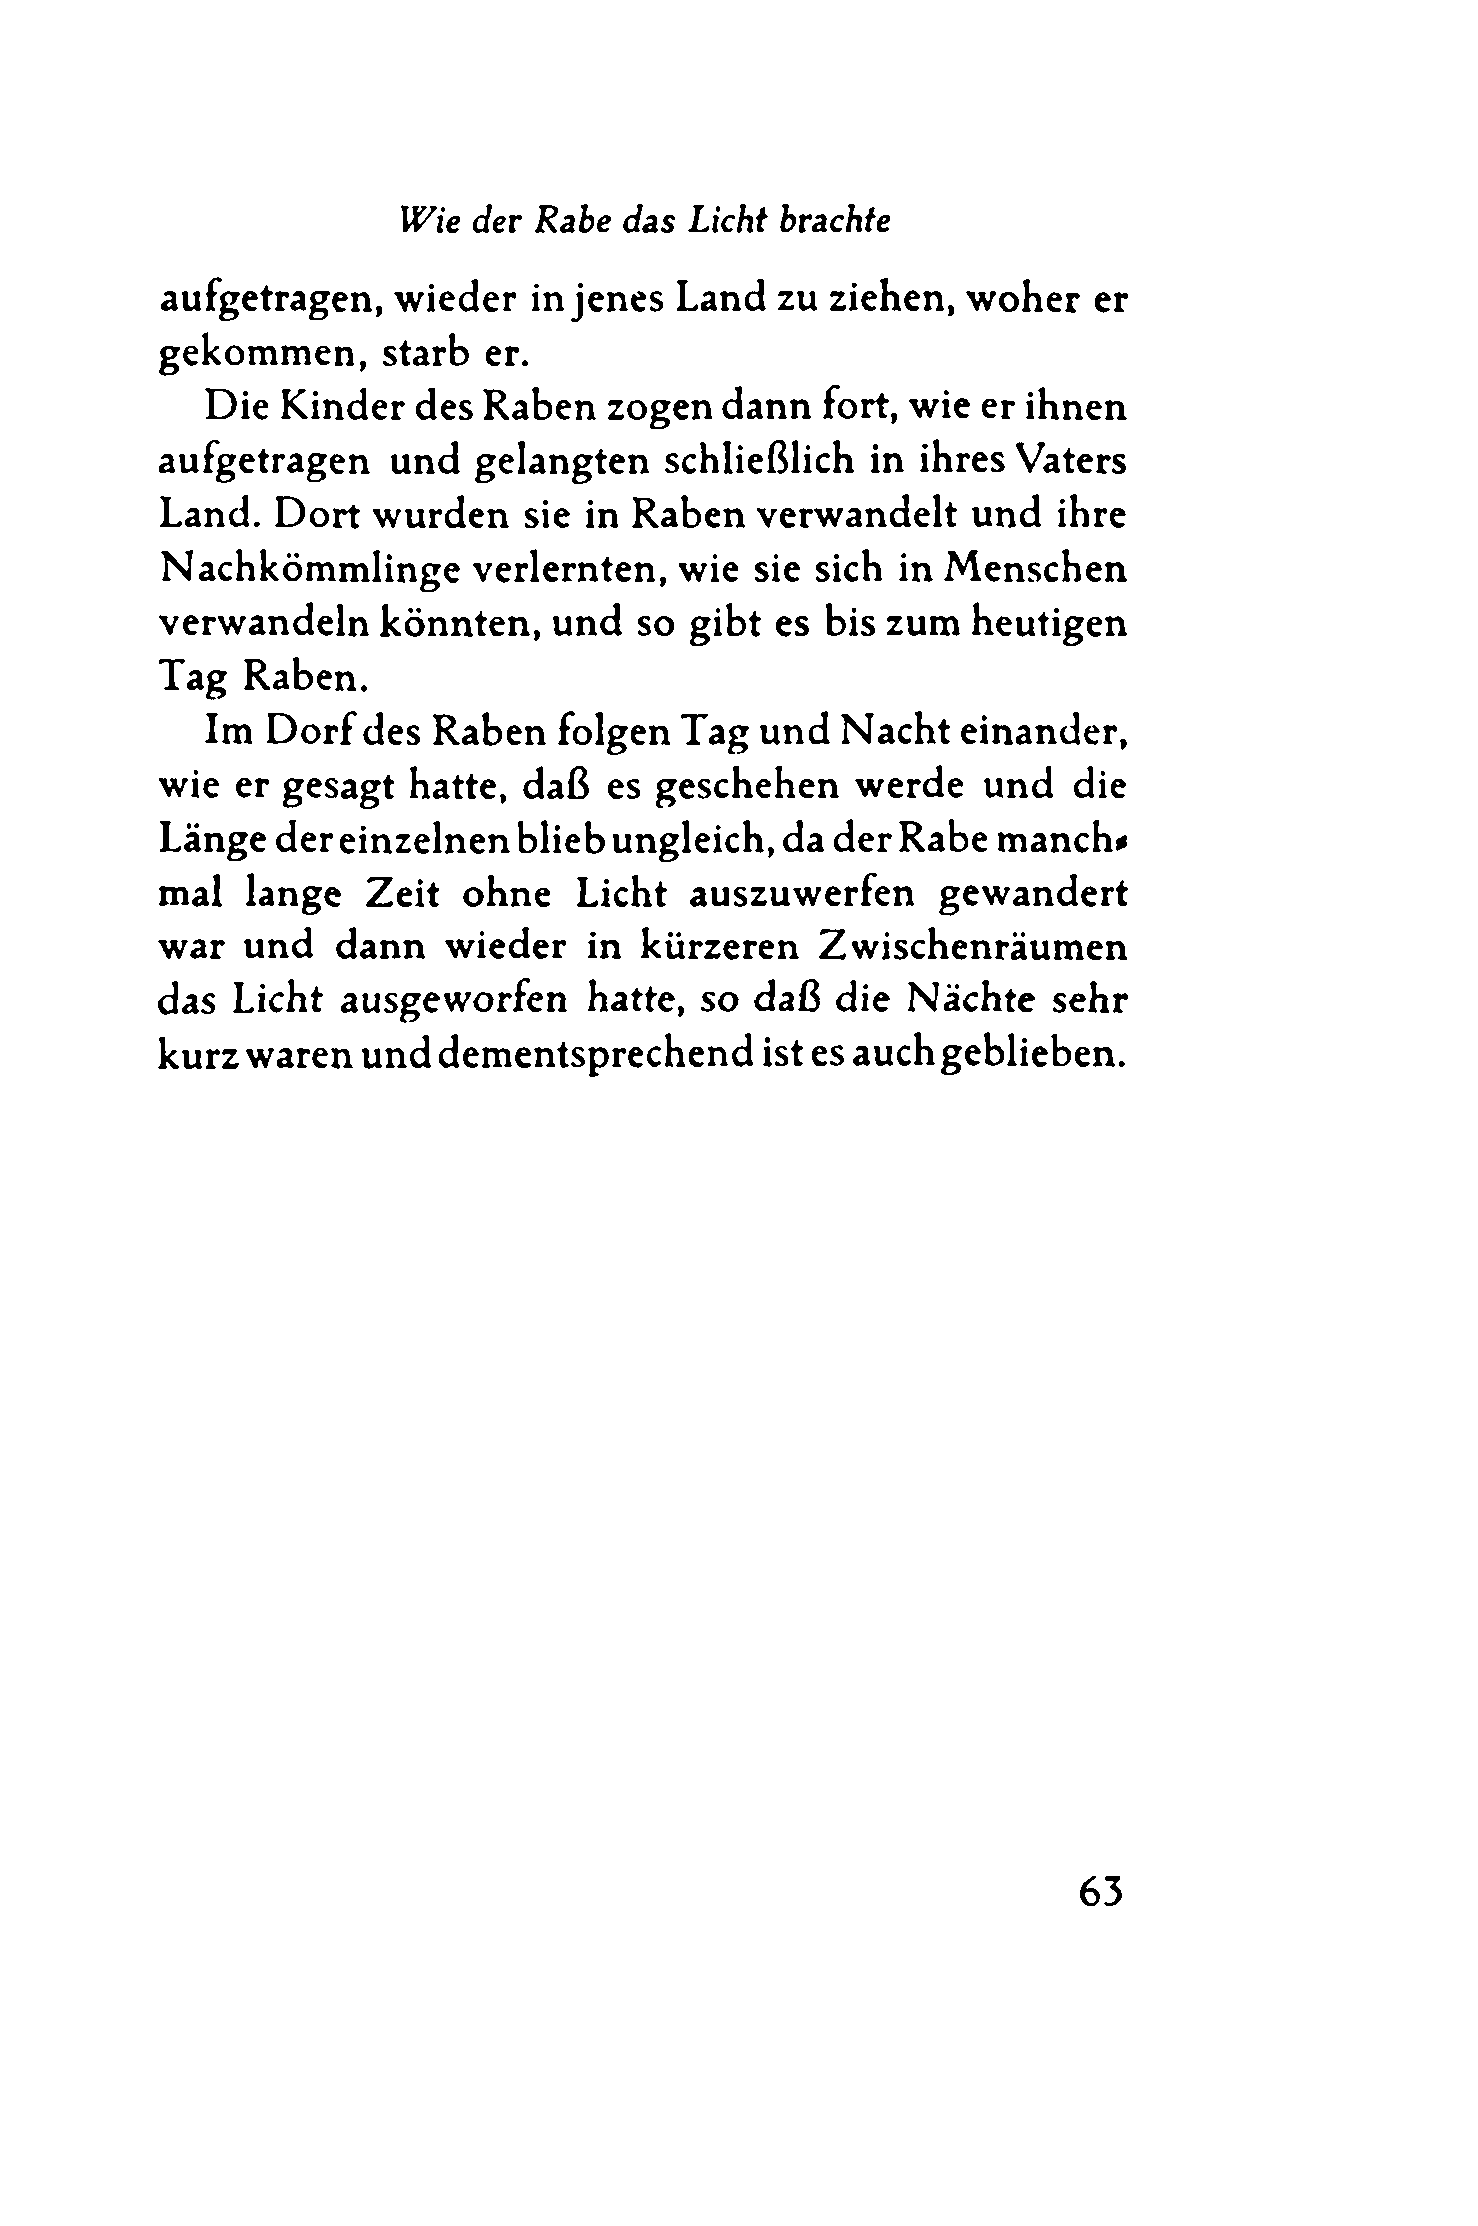 Wie der Rabe das Licht brachte
aufgetragen, wieder in jenes Land zu ziehen, woher er
gekommen, starb er.
Die Kinder des Raben zogen dann fort, wie er ihnen
aufgetragen und gelangten schließlich in ihres Vaters
Land. Dort wurden sie in Raben verwandelt und ihre
Nachkömmlinge verlernten, wie sie sich in Menschen
verwandeln könnten, und so gibt es bis zum heutigen
Tag Raben.
Im Dorf des Raben folgen Tag und Nacht einander,
wie er gesagt hatte, daß es geschehen werde und die
Länge der einzelnen blieb ungleich, da der Rabe manch-
mal lange Zeit ohne Licht auszuwerfen gewandert
war und dann wieder in kürzeren Zwischenräumen
das Licht ausgeworfen hatte, so daß die Nächte sehr
kurz waren und dementsprechend ist es auch geblieben.
63